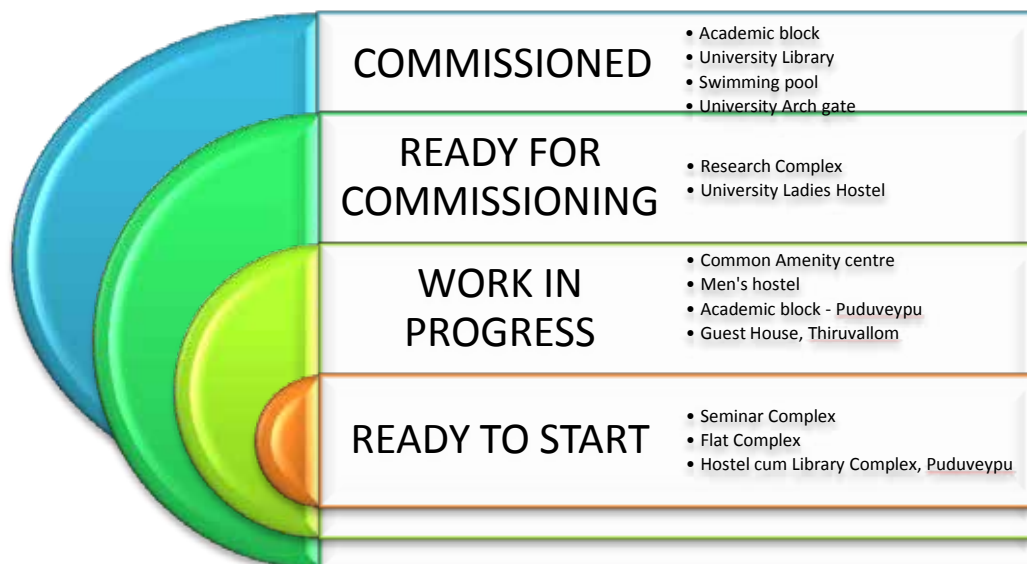 COMMISSIONED
• Academic block
• University Library
• Swimming pool
• University Arch gate
READY FOR
COMMISSIONING
• Research Complex
• University Ladies Hostel
WORK IN
PROGRESS
• Common Amenity centre
• Men's hostel
• Academic block - Puduveypu
• Guest House, Thiruvallom
READY TO START
• Seminar Complex
• Flat Complex
• Hostel cum Library Complex, Puduveypu